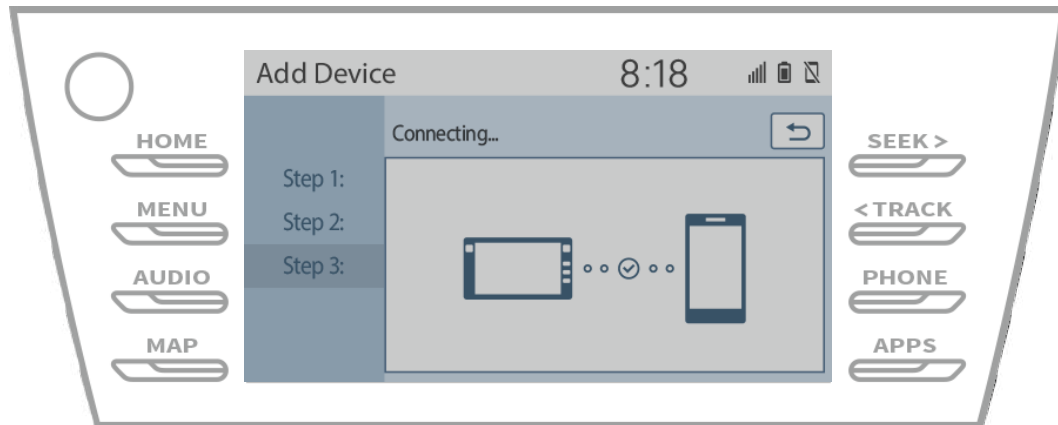 Add Device
8:18
HOME
MENU
AUDIO
MAP
Connecting...
Step 1:
Step 2:
Step 3:
SEEK >
< TRACK
PHONE
APPS